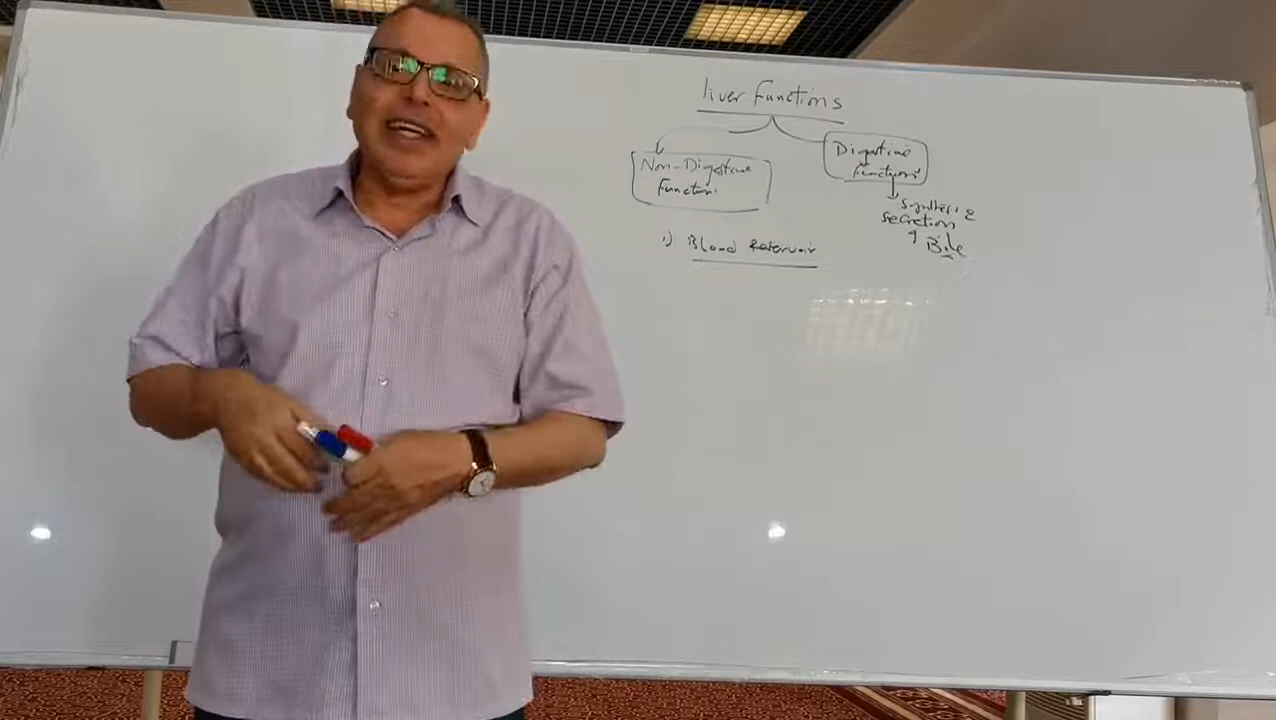 liver Functions
Non-Digestive
Function
Digestive
Functions
Synthesis &
secretion
of Bile
1) Blood Reservoir